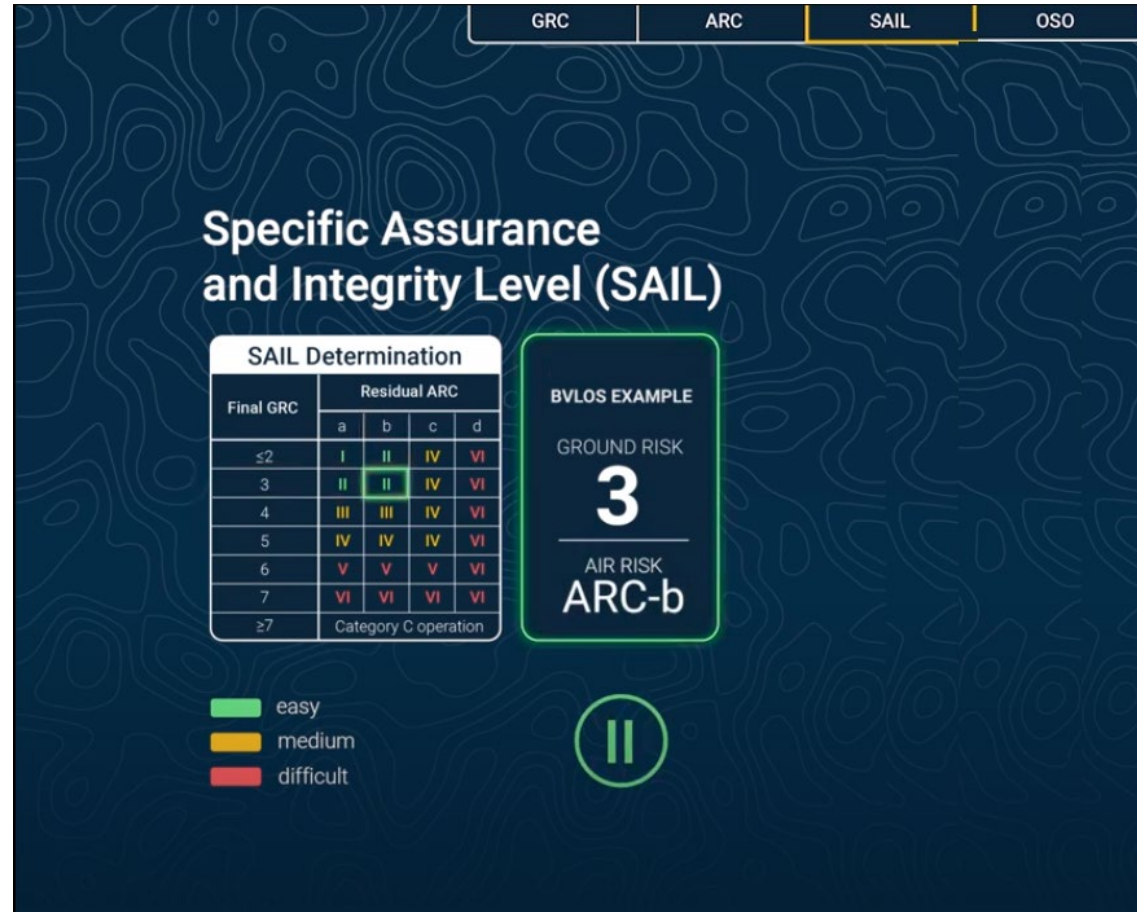 GRC ARC SAIL OSO
Specific Assurance
and Integrity Level (SAIL)
SAIL Determination
Final GRC Residual ARC
a b c d
≤2 I II IV VI
3 II II IV VI
4 III III IV VI
5 IV IV IV VI
6 V V V VI
7 VI VI VI VI
≥7 Category C operation
BVLOS EXAMPLE
GROUND RISK
3
AIR RISK
ARC-b
easy
medium
difficult
II